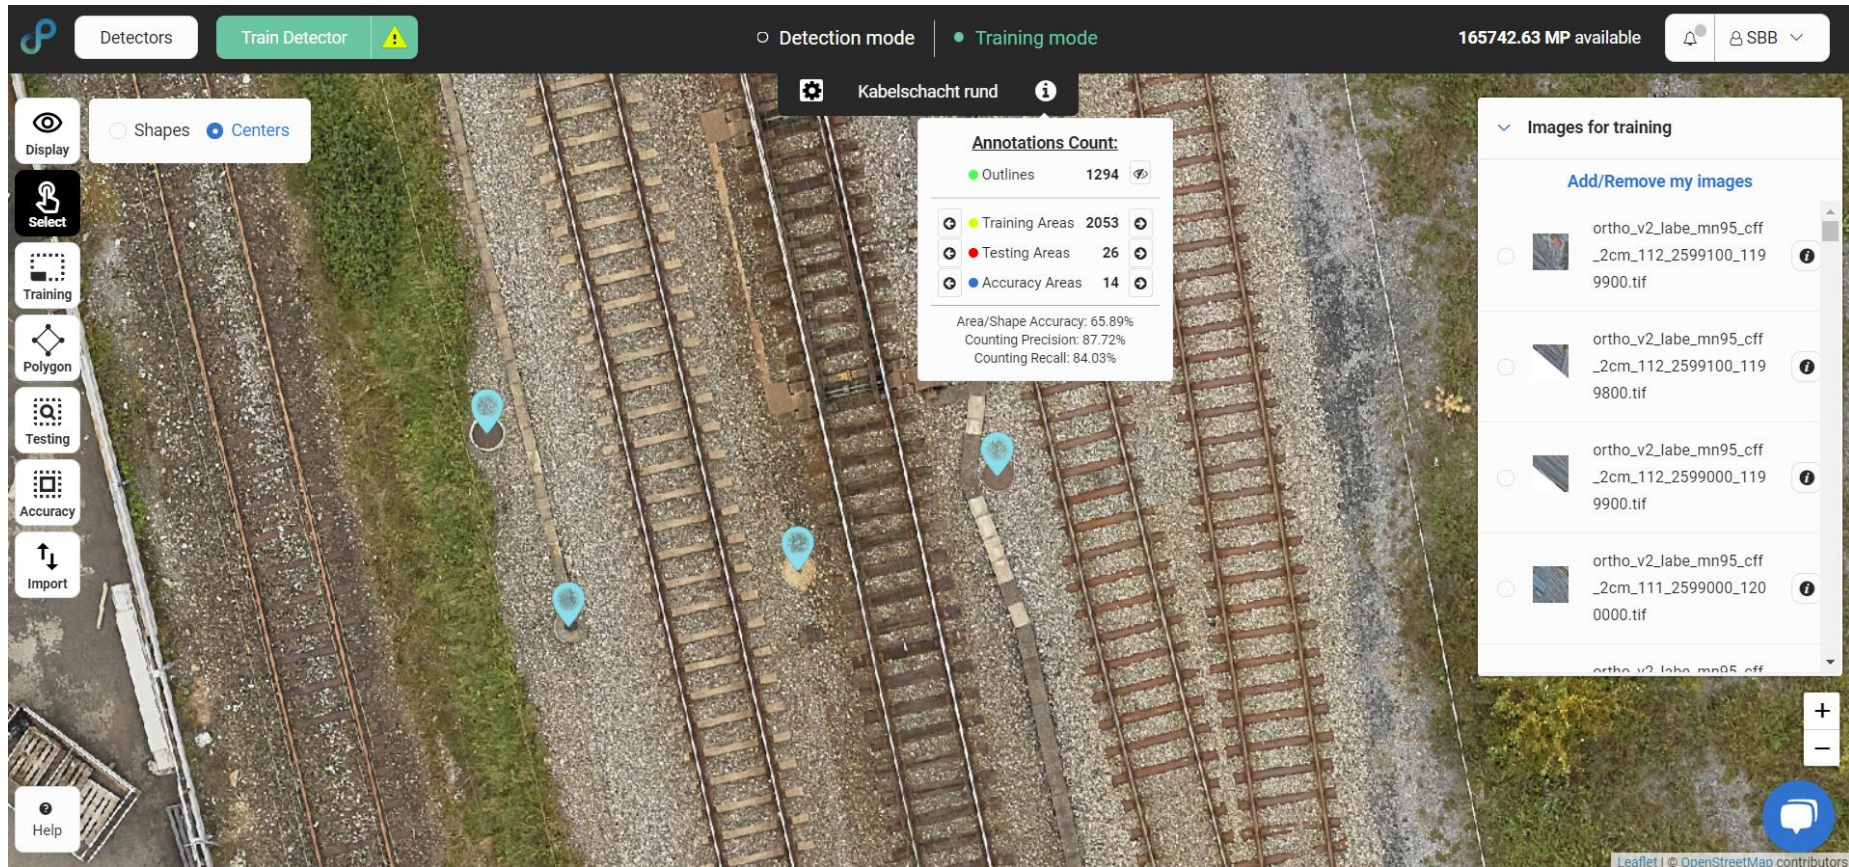 Detectors
Train Detector
Detection mode
Training mode
165742.63 MP available
SBB
Kabelschacht rund
Display
Shapes
Centers
Select
Training
Polygon
Testing
Accuracy
Import
Help
Annotations Count:
Outlines 1294
Training Areas 2053
Testing Areas 26
Accuracy Areas 14
Area/Shape Accuracy: 65.89%
Counting Precision: 87.72%
Counting Recall: 84.03%
Images for training
Add/Remove my images
ortho_v2_labe_mn95_cff
_2cm_112_2599100_119
9900.tif
ortho_v2_labe_mn95_cff
_2cm_112_2599100_119
9800.tif
ortho_v2_labe_mn95_cff
_2cm_112_2599000_119
9900.tif
ortho_v2_labe_mn95_cff
_2cm_111_2599000_120
0000.tif
ortho_v2_labe_mn95_cff
+
−
Leaflet | © OpenStreetMap contributors